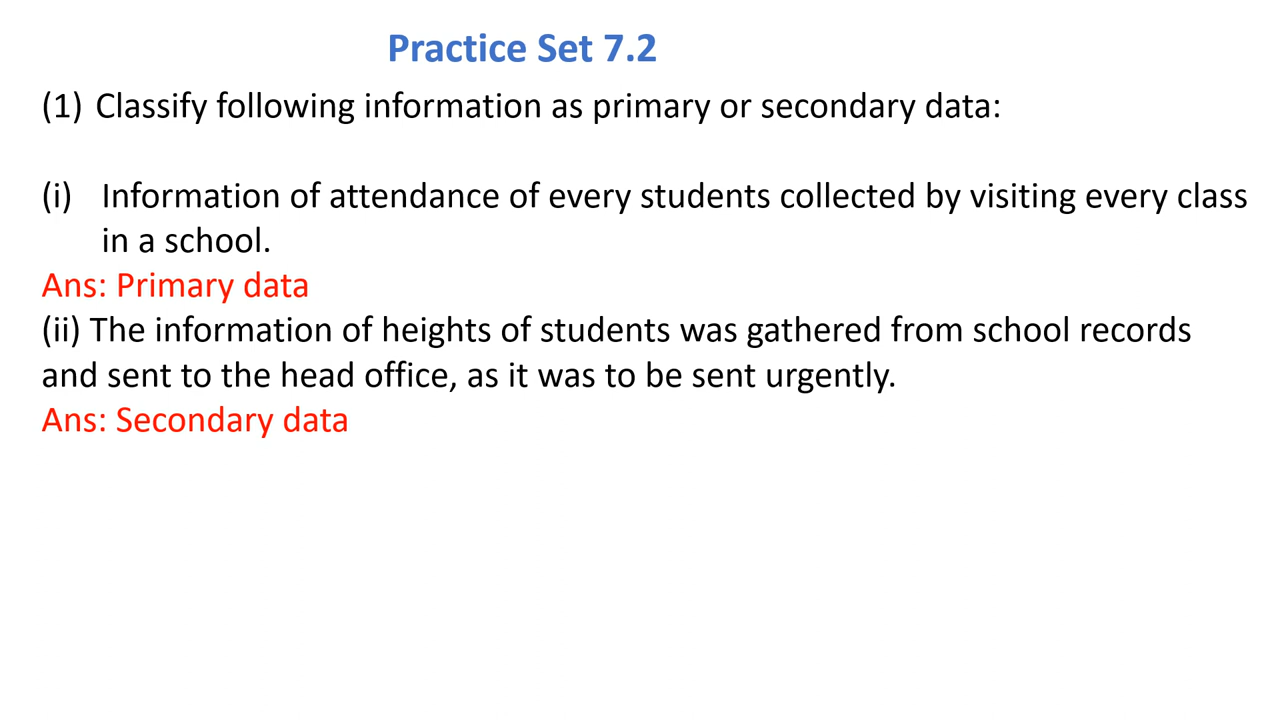 Practice Set 7.2
(1) Classify following information as primary or secondary data:
(i) Information of attendance of every students collected by visiting every class
in a school.
Ans: Primary data
(ii) The information of heights of students was gathered from school records
and sent to the head office, as it was to be sent urgently.
Ans: Secondary data